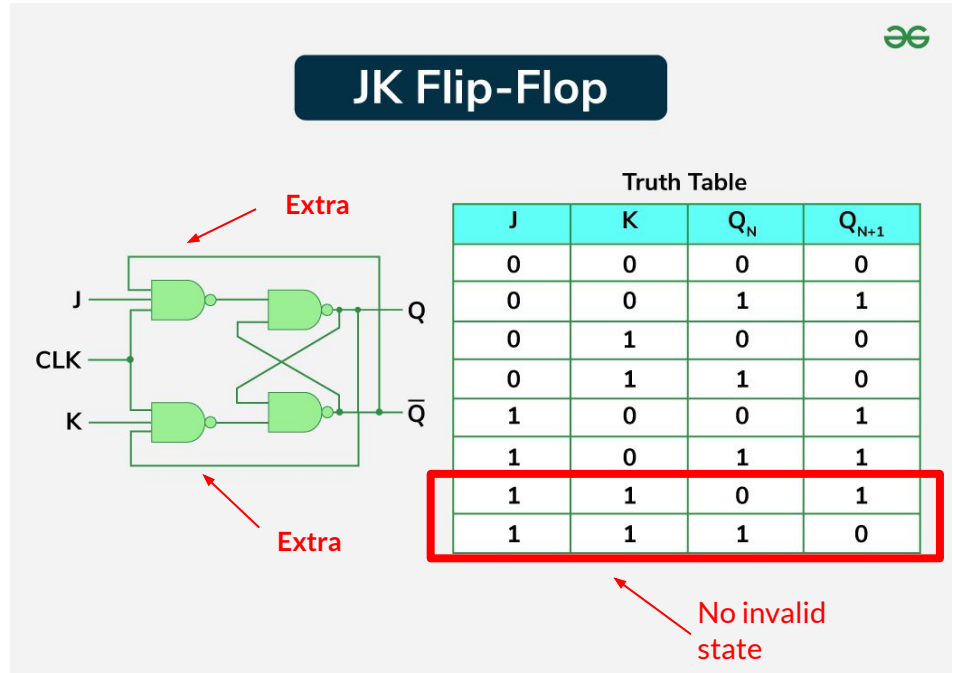 JK Flip-Flop
Extra
J
CLK
K
Q
Q̅
Extra
Truth Table
J K Q_N Q_N+1
0 0 0 0
0 0 1 1
0 1 0 0
0 1 1 0
1 0 0 1
1 0 1 1
1 1 0 1
1 1 1 0
No invalid
state